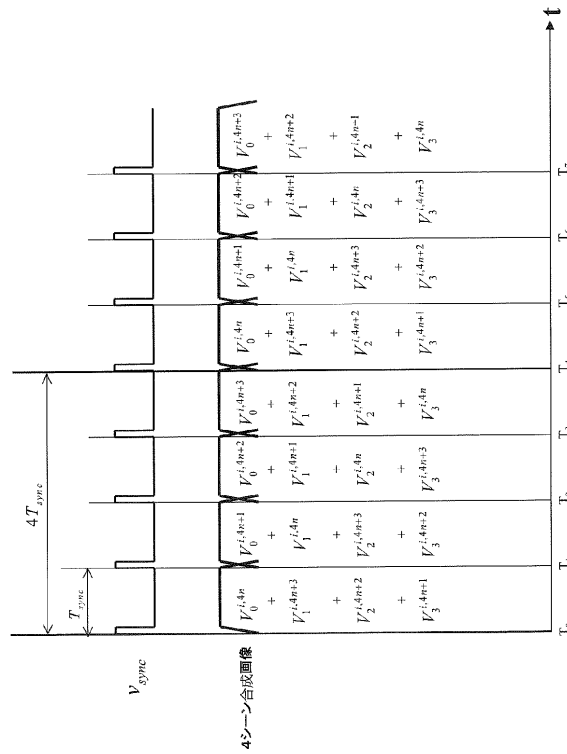 4T_sync
T_sync
v_sync
4シーン合成画像
V_0^{i,4n} V_0^{i,4n+1} V_0^{i,4n+2} V_0^{i,4n+3} V_0^{i,4n} V_0^{i,4n+1} V_0^{i,4n+2} V_0^{i,4n+3}
+ + + + + + + +
V_1^{i,4n+3} V_1^{i,4n} V_1^{i,4n+1} V_1^{i,4n+2} V_1^{i,4n+3} V_1^{i,4n} V_1^{i,4n+1} V_1^{i,4n+2}
+ + + + + + + +
V_2^{i,4n+2} V_2^{i,4n+3} V_2^{i,4n} V_2^{i,4n+1} V_2^{i,4n+2} V_2^{i,4n+3} V_2^{i,4n} V_2^{i,4n-1}
+ + + + + + + +
V_3^{i,4n+1} V_3^{i,4n+2} V_3^{i,4n+3} V_3^{i,4n} V_3^{i,4n+1} V_3^{i,4n+2} V_3^{i,4n+3} V_3^{i,4n}
t
T T T T T T T T